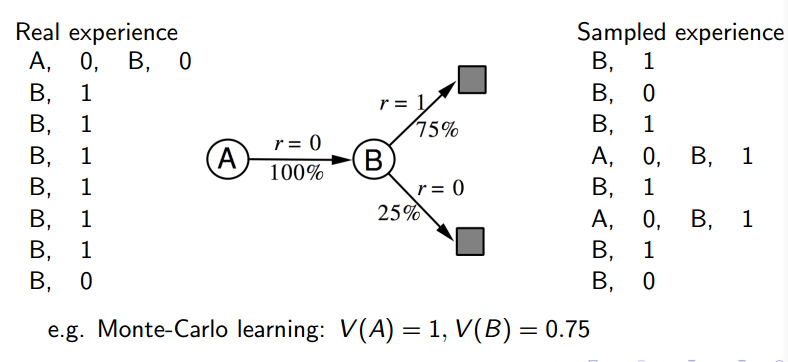 Real experience
A, 0, B, 0
B, 1
B, 1
B, 1
B, 1
B, 1
B, 1
B, 0
A
r = 0
100%
B
r = 1
75%
r = 0
25%
Sampled experience
B, 1
B, 0
B, 1
A, 0, B, 1
B, 1
A, 0, B, 1
B, 1
B, 0
e.g. Monte-Carlo learning: V(A) = 1, V(B) = 0.75